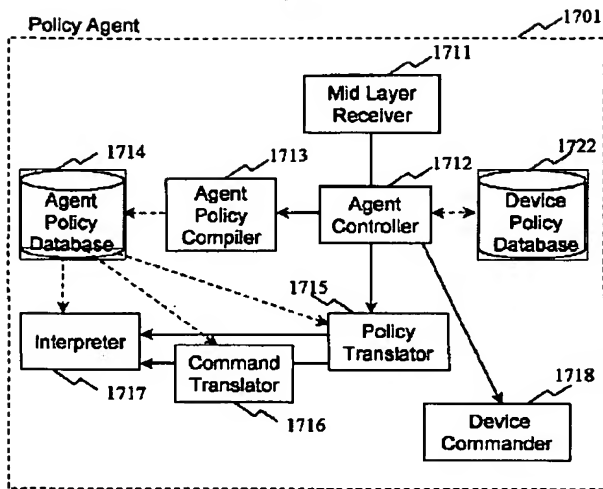 Policy Agent
1701
1711
Mid Layer
Receiver
1714
1713
1712
1722
Agent
Policy
Database
Agent
Policy
Compiler
Agent
Controller
Device
Policy
Database
1715
Interpreter
Command
Translator
Policy
Translator
1717
1716
1718
Device
Commander